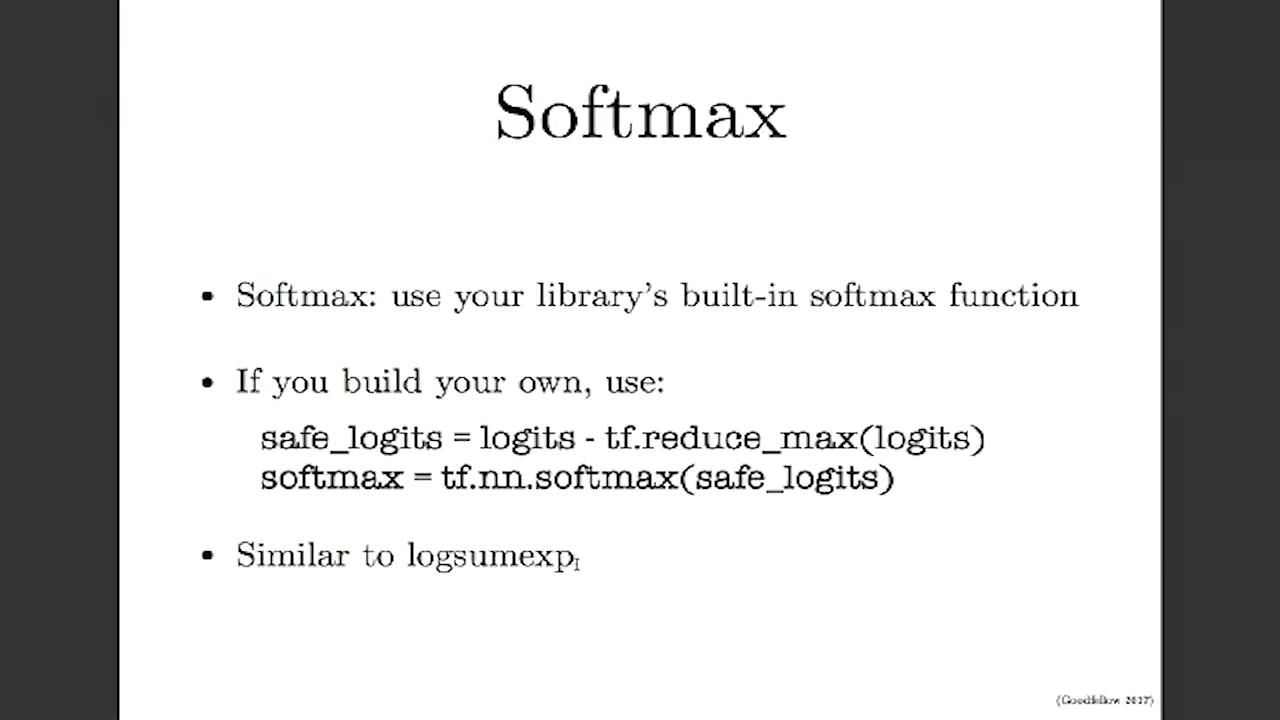 Softmax
• Softmax: use your library's built-in softmax function
• If you build your own, use:
safe_logits = logits - tf.reduce_max(logits)
softmax = tf.nn.softmax(safe_logits)
• Similar to logsumexp
(Goodfellow 2017)